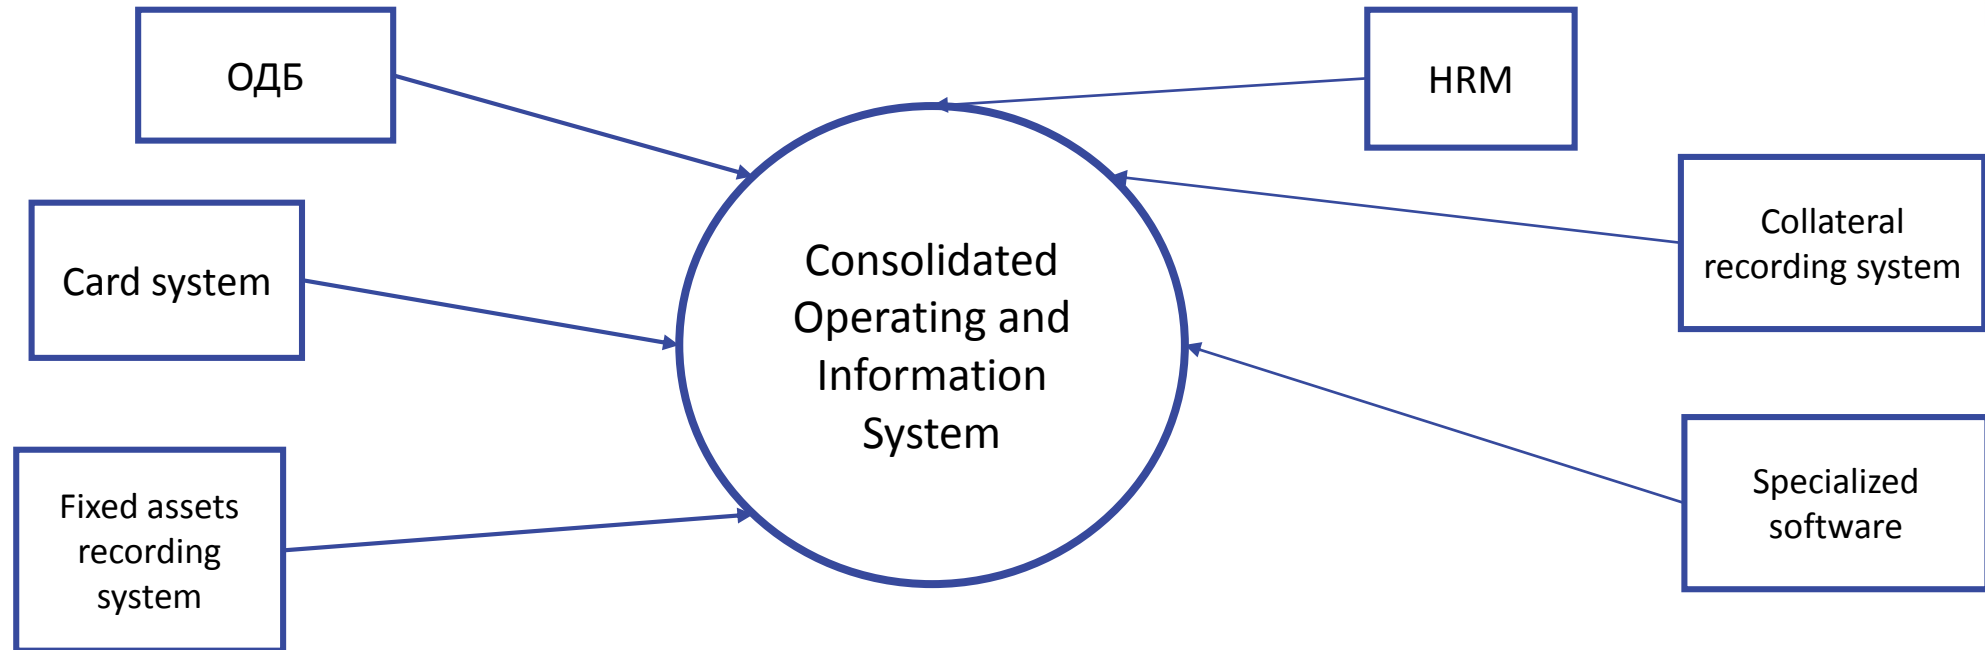 ОДБ
HRM
Card system
Collateral
recording system
Consolidated
Operating and
Information
System
Fixed assets
recording
system
Specialized
software